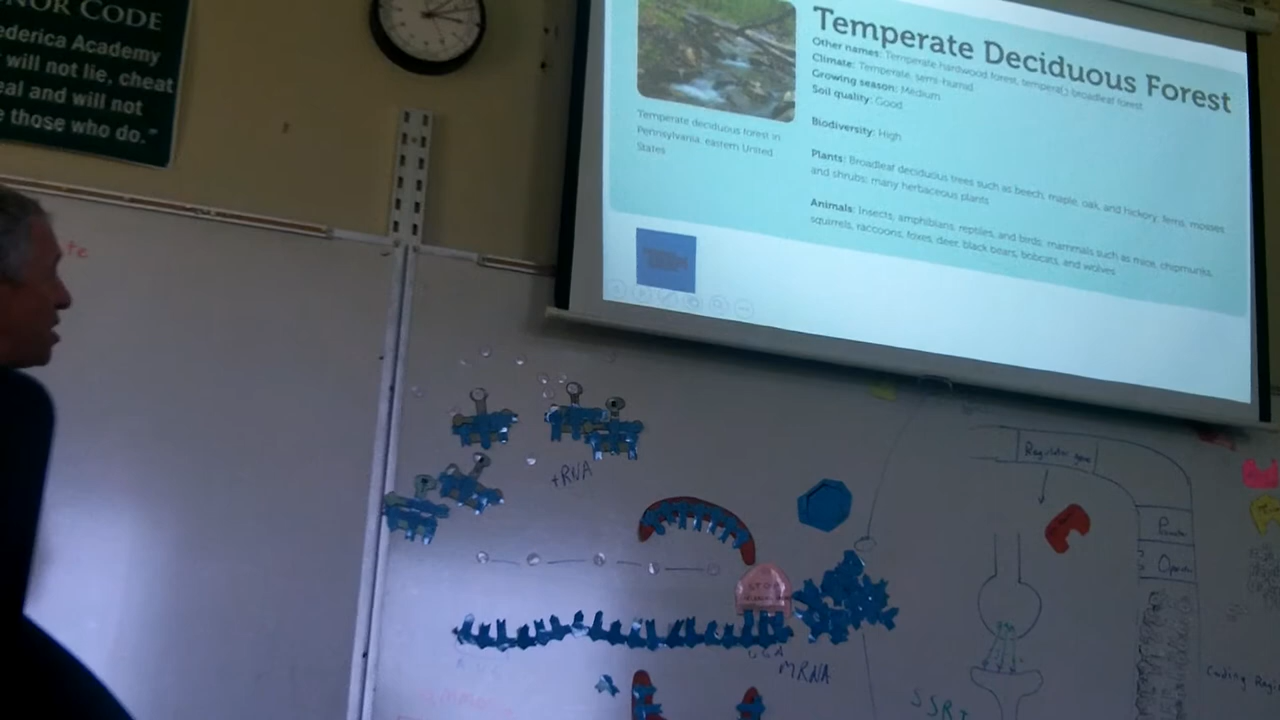 NOR CODE
ederica Academy
will not lie, cheat
eal and will not
those who do."
Temperate Deciduous Forest
Other names: Temperate hardwood forest, temperate broadleaf forest
Climate: Temperate, semi-humid
Growing season: Medium
Soil quality: Good
Biodiversity: High
Plants: Broadleaf deciduous trees such as beech, maple, oak, and hickory; ferns, mosses,
and shrubs; many herbaceous plants
Animals: Insects, amphibians, reptiles, and birds; mammals such as mice, chipmunks,
squirrels, raccoons, foxes, deer, black bears, bobcats, and wolves
Temperate deciduous forest in
Pennsylvania, eastern United
States
te
tRNA
Regulator gene
STOP
MRNA
SSRI
Coding Regi